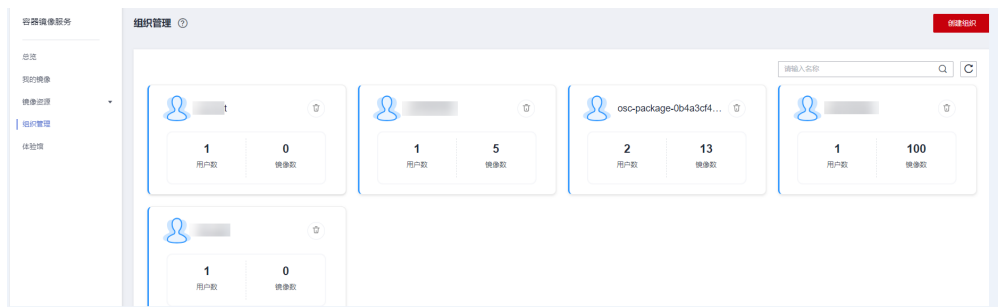 容器镜像服务
总览
我的镜像
镜像资源
组织管理
体验馆
组织管理
创建组织
请输入名称
t
1 0
用户数 镜像数
1 5
用户数 镜像数
osc-package-0b4a3cf4...
2 13
用户数 镜像数
1 100
用户数 镜像数
1 0
用户数 镜像数